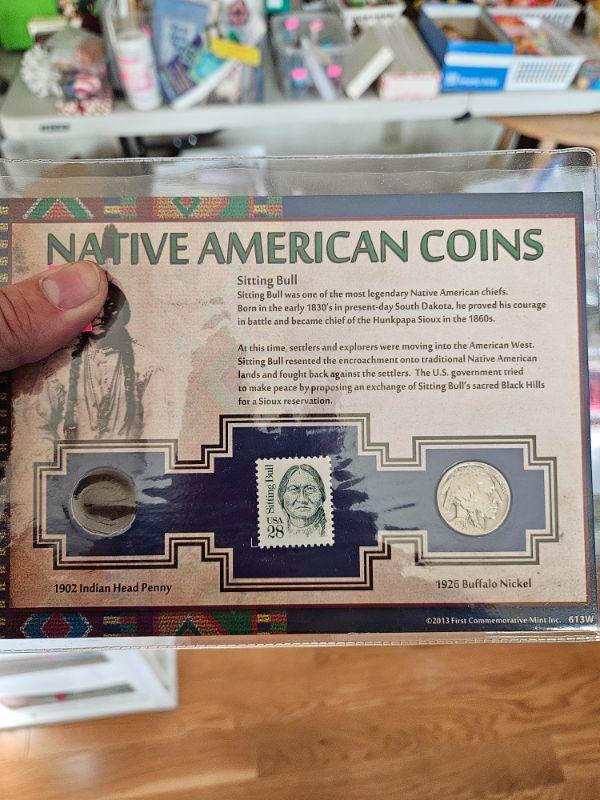 NATIVE AMERICAN COINS
Sitting Bull
Sitting Bull was one of the most legendary Native American chiefs.
Born in the early 1830's in present-day South Dakota, he proved his courage
in battle and became chief of the Hunkpapa Sioux in the 1860s.
At this time, settlers and explorers were moving into the American West.
Sitting Bull resented the encroachment onto traditional Native American
lands and fought back against the settlers. The U.S. government tried
to make peace by proposing an exchange of Sitting Bull's sacred Black Hills
for a Sioux reservation.
Sitting Bull
USA
28
1902 Indian Head Penny
1926 Buffalo Nickel
©2013 First Commemorative Mint Inc. 613W